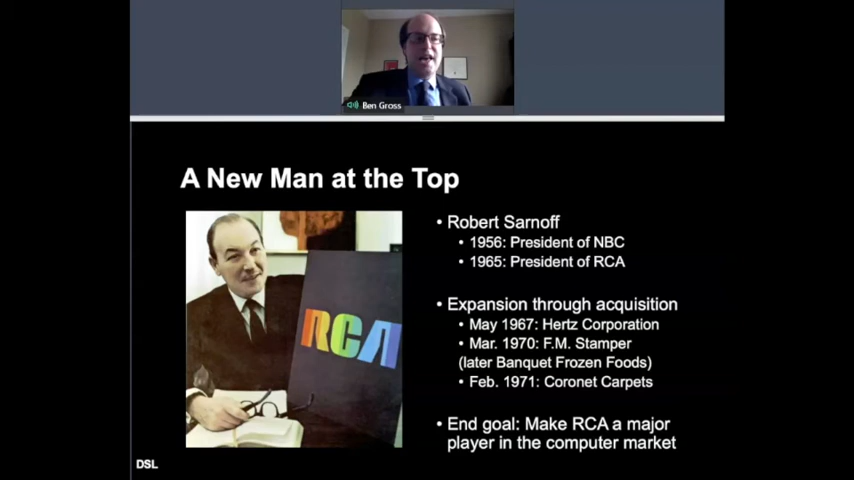 Ben Gross
A New Man at the Top
RCA
• Robert Sarnoff
• 1956: President of NBC
• 1965: President of RCA
• Expansion through acquisition
• May 1967: Hertz Corporation
• Mar. 1970: F.M. Stamper
(later Banquet Frozen Foods)
• Feb. 1971: Coronet Carpets
• End goal: Make RCA a major
player in the computer market
DSL